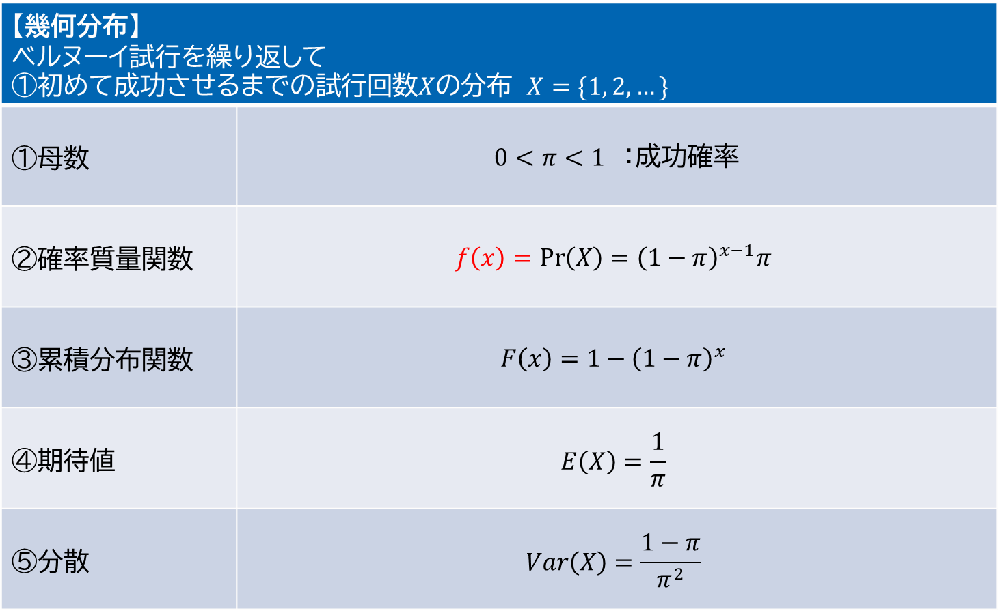 【幾何分布】
ベルヌーイ試行を繰り返して
①初めて成功させるまでの試行回数Xの分布 X = {1, 2, … }
①母数
0 < π < 1 ：成功確率
②確率質量関数
f(x) = Pr(X) = (1 − π)^{x−1}π
③累積分布関数
F(x) = 1 − (1 − π)^x
④期待値
E(X) = \frac{1}{π}
⑤分散
Var(X) = \frac{1 − π}{π^2}